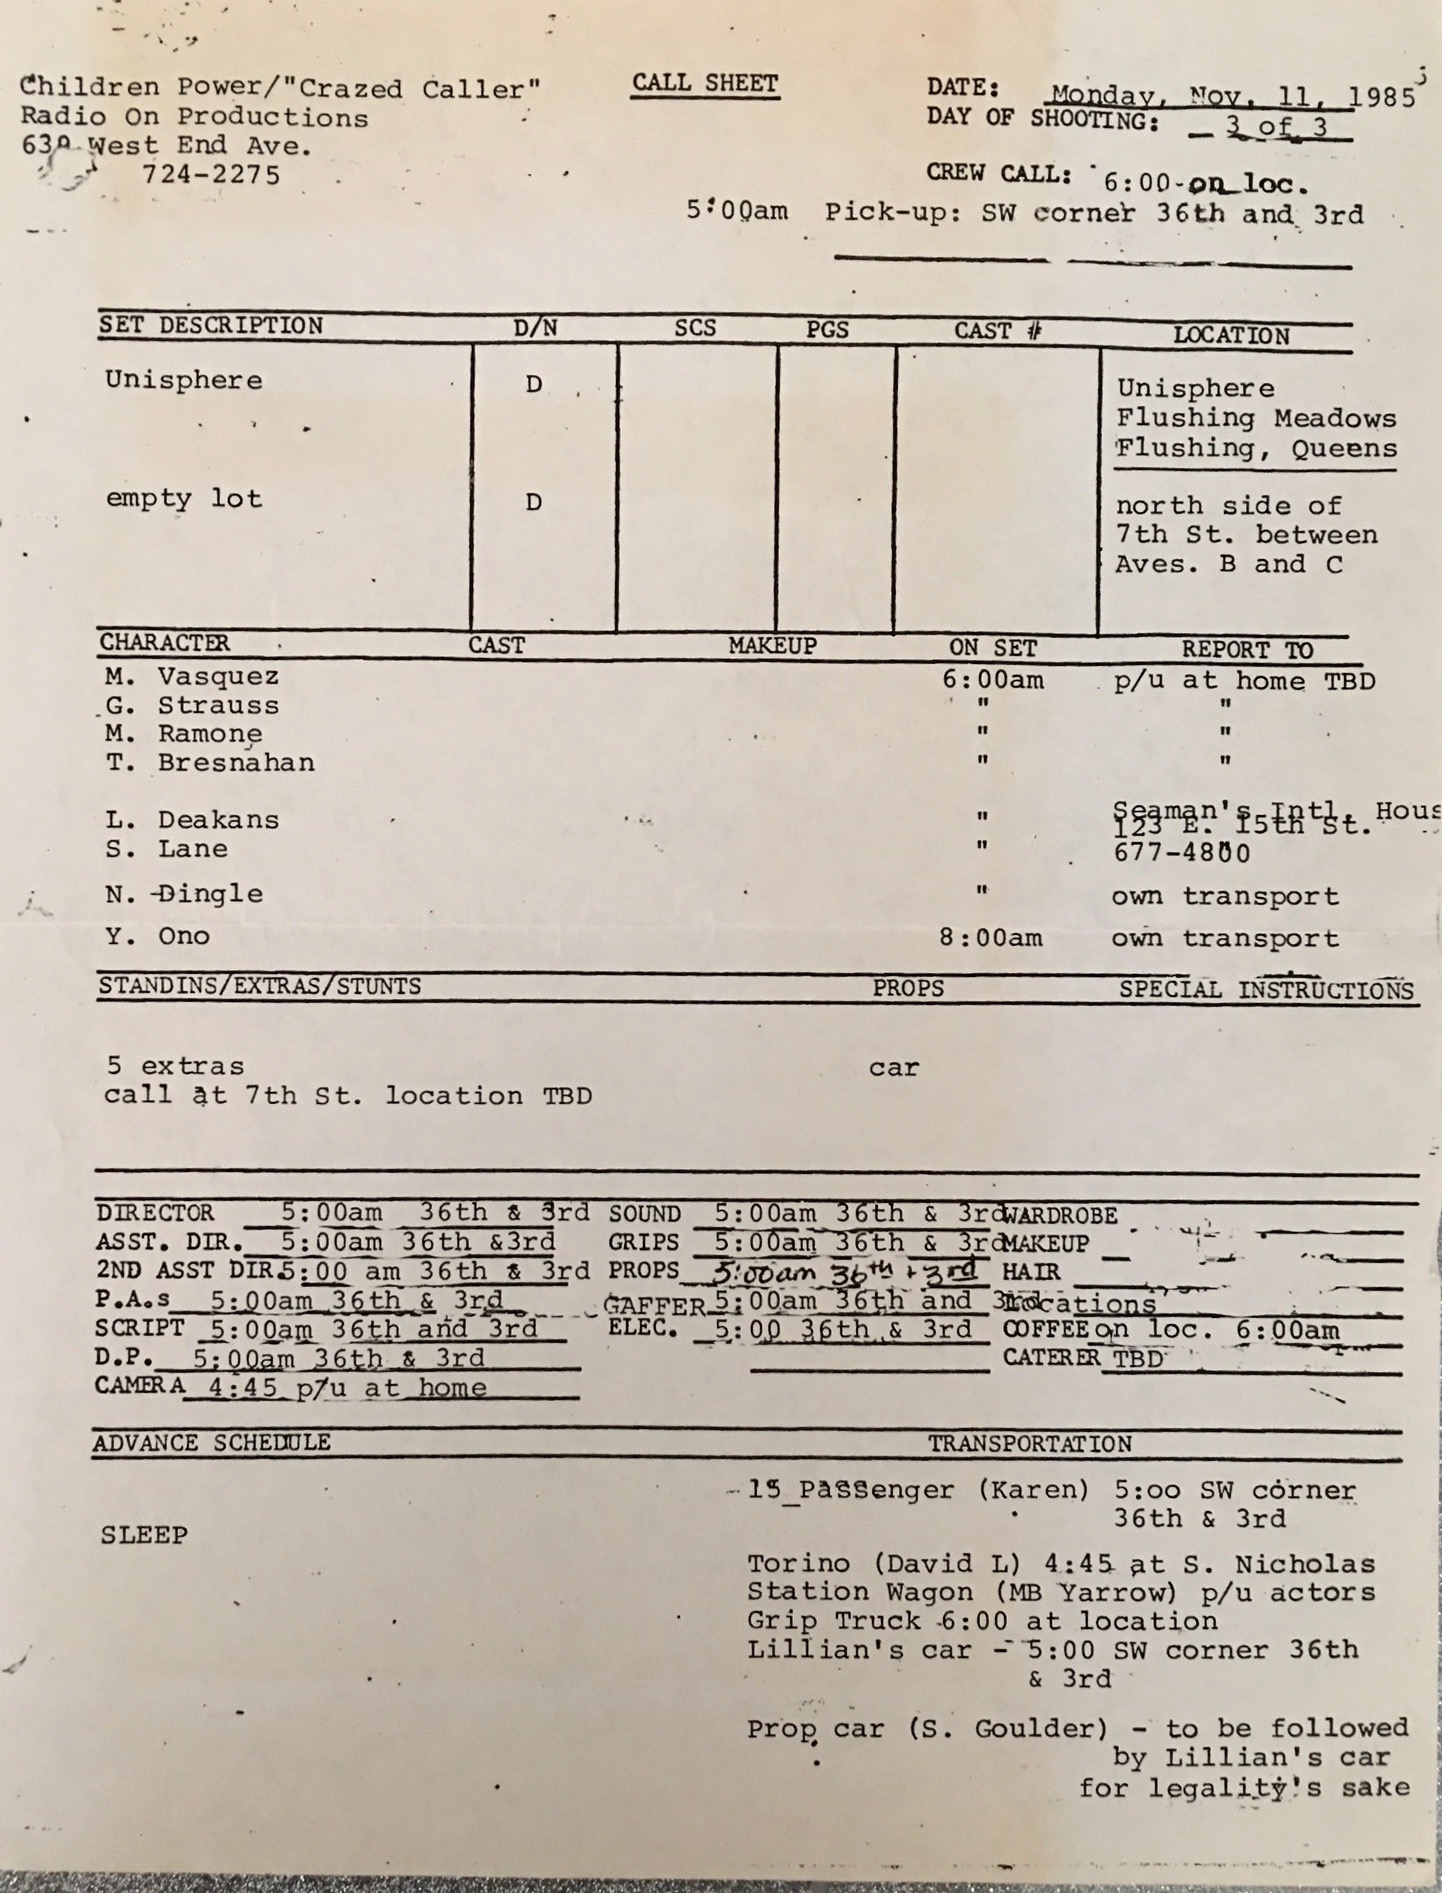 Children Power/"Crazed Caller"
CALL SHEET
DATE: Monday, Nov. 11, 1985
Radio On Productions
DAY OF SHOOTING: 3 of 3
West End Ave.
724-2275
CREW CALL: 6:00-on loc.
5:00am Pick-up: SW corner 36th and 3rd
SET DESCRIPTION D/N SCS PGS CAST # LOCATION
Unisphere D Unisphere
Flushing Meadows
Flushing, Queens
empty lot D north side of
7th St. between
Aves. B and C
CHARACTER CAST MAKEUP ON SET REPORT TO
M. Vasquez 6:00am p/u at home TBD
G. Strauss " "
M. Ramone " "
T. Bresnahan " "
Seaman's Intl. Hous
L. Deakans " 123 E. 15th St.
S. Lane " 677-4800
N. Dingle " own transport
Y. Ono 8:00am own transport
STANDINS/EXTRAS/STUNTS PROPS SPECIAL INSTRUCTIONS
5 extras car
call at 7th St. location TBD
DIRECTOR 5:00am 36th & 3rd SOUND 5:00am 36th & 3rd WARDROBE
ASST. DIR. 5:00am 36th &3rd GRIPS 5:00am 36th & 3rd MAKEUP
2ND ASST DIR. 5:00 am 36th & 3rd PROPS 5:00am 36th + 3rd HAIR
P.A.s 5:00am 36th & 3rd GAFFER 5:00am 36th and 3rd Locations
SCRIPT 5:00am 36th and 3rd ELEC. 5:00 36th & 3rd COFFEE on loc. 6:00am
D.P. 5:00am 36th & 3rd CATERER TBD
CAMERA 4:45 p/u at home
ADVANCE SCHEDULE TRANSPORTATION
15 Passenger (Karen) 5:oo SW corner
36th & 3rd
SLEEP
Torino (David L) 4:45 at S. Nicholas
Station Wagon (MB Yarrow) p/u actors
Grip Truck 6:00 at location
Lillian's car - 5:00 SW corner 36th
& 3rd
Prop car (S. Goulder) - to be followed
by Lillian's car
for legality's sake